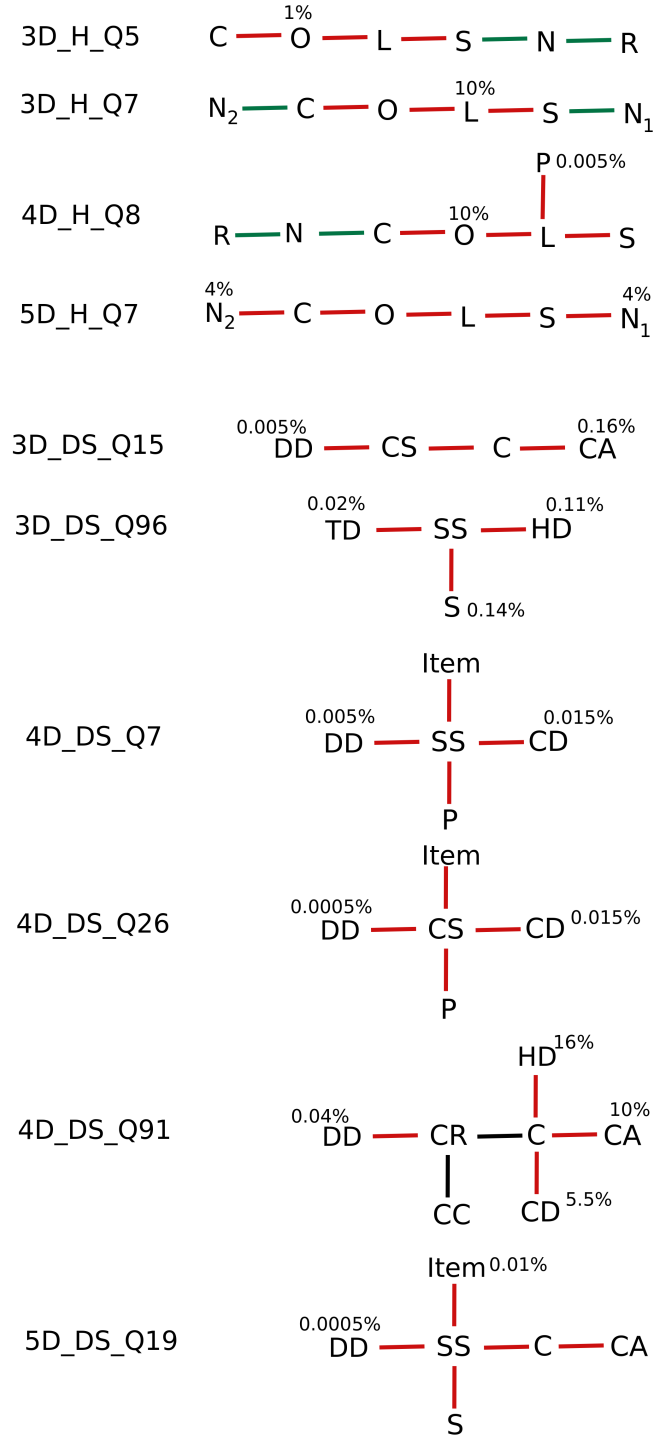 1%
3D_H_Q5 C O L S N R
10%
3D_H_Q7 N2 C O L S N1
P 0.005%
10%
4D_H_Q8 R N C O L S
4% 4%
5D_H_Q7 N2 C O L S N1
0.005% 0.16%
3D_DS_Q15 DD CS C CA
0.02% 0.11%
3D_DS_Q96 TD SS HD
S 0.14%
Item
0.005% 0.015%
4D_DS_Q7 DD SS CD
P
Item
0.0005% 0.015%
4D_DS_Q26 DD CS CD
P
HD 16%
0.04% 10%
4D_DS_Q91 DD CR C CA
CC CD 5.5%
Item 0.01%
0.0005%
5D_DS_Q19 DD SS C CA
S